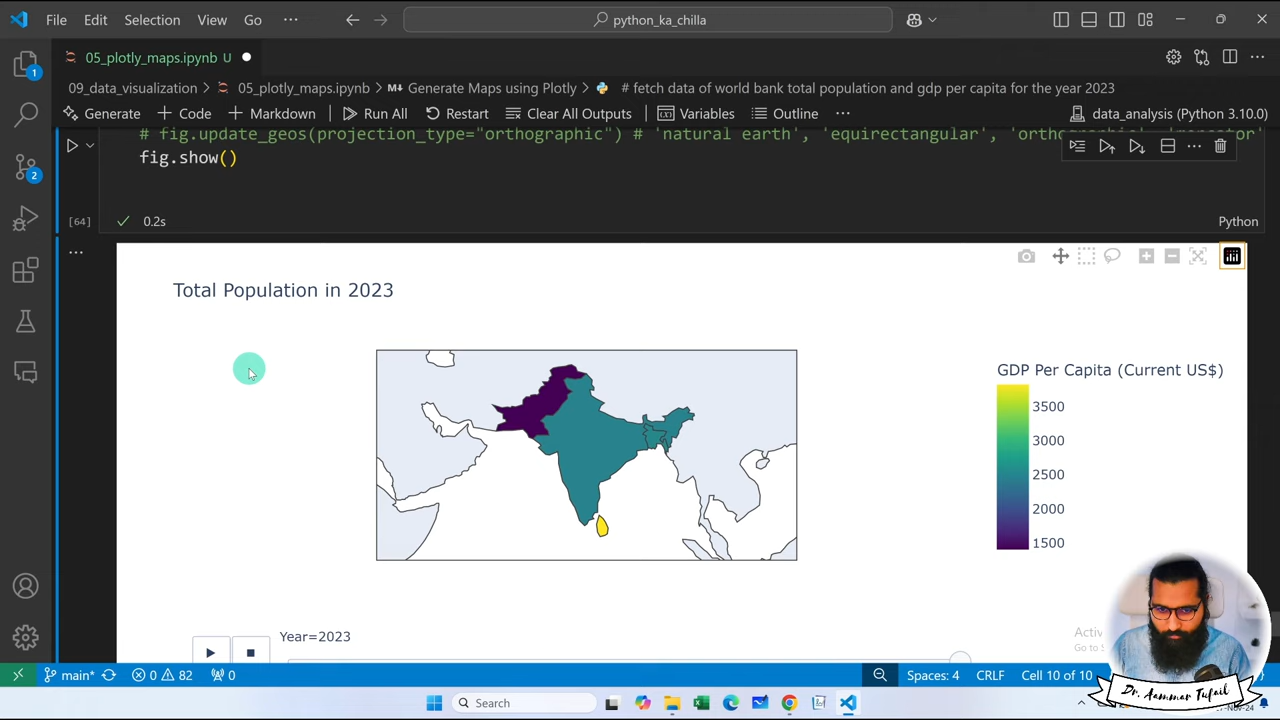 File Edit Selection View Go ··· python_ka_chilla
05_plotly_maps.ipynb U
09_data_visualization > 05_plotly_maps.ipynb > Generate Maps using Plotly > # fetch data of world bank total population and gdp per capita for the year 2023
Generate + Code + Markdown Run All Restart Clear All Outputs Variables Outline ··· data_analysis (Python 3.10.0)
# fig.update_geos(projection_type="orthographic") # 'natural earth', 'equirectangular',
fig.show()
[64] 0.2s Python
Total Population in 2023
GDP Per Capita (Current US$)
3500
3000
2500
2000
1500
Year=2023
main* 0 82 0 Spaces: 4 CRLF Cell 10 of 10
Search
Dr. Aammar Tufail
1
2